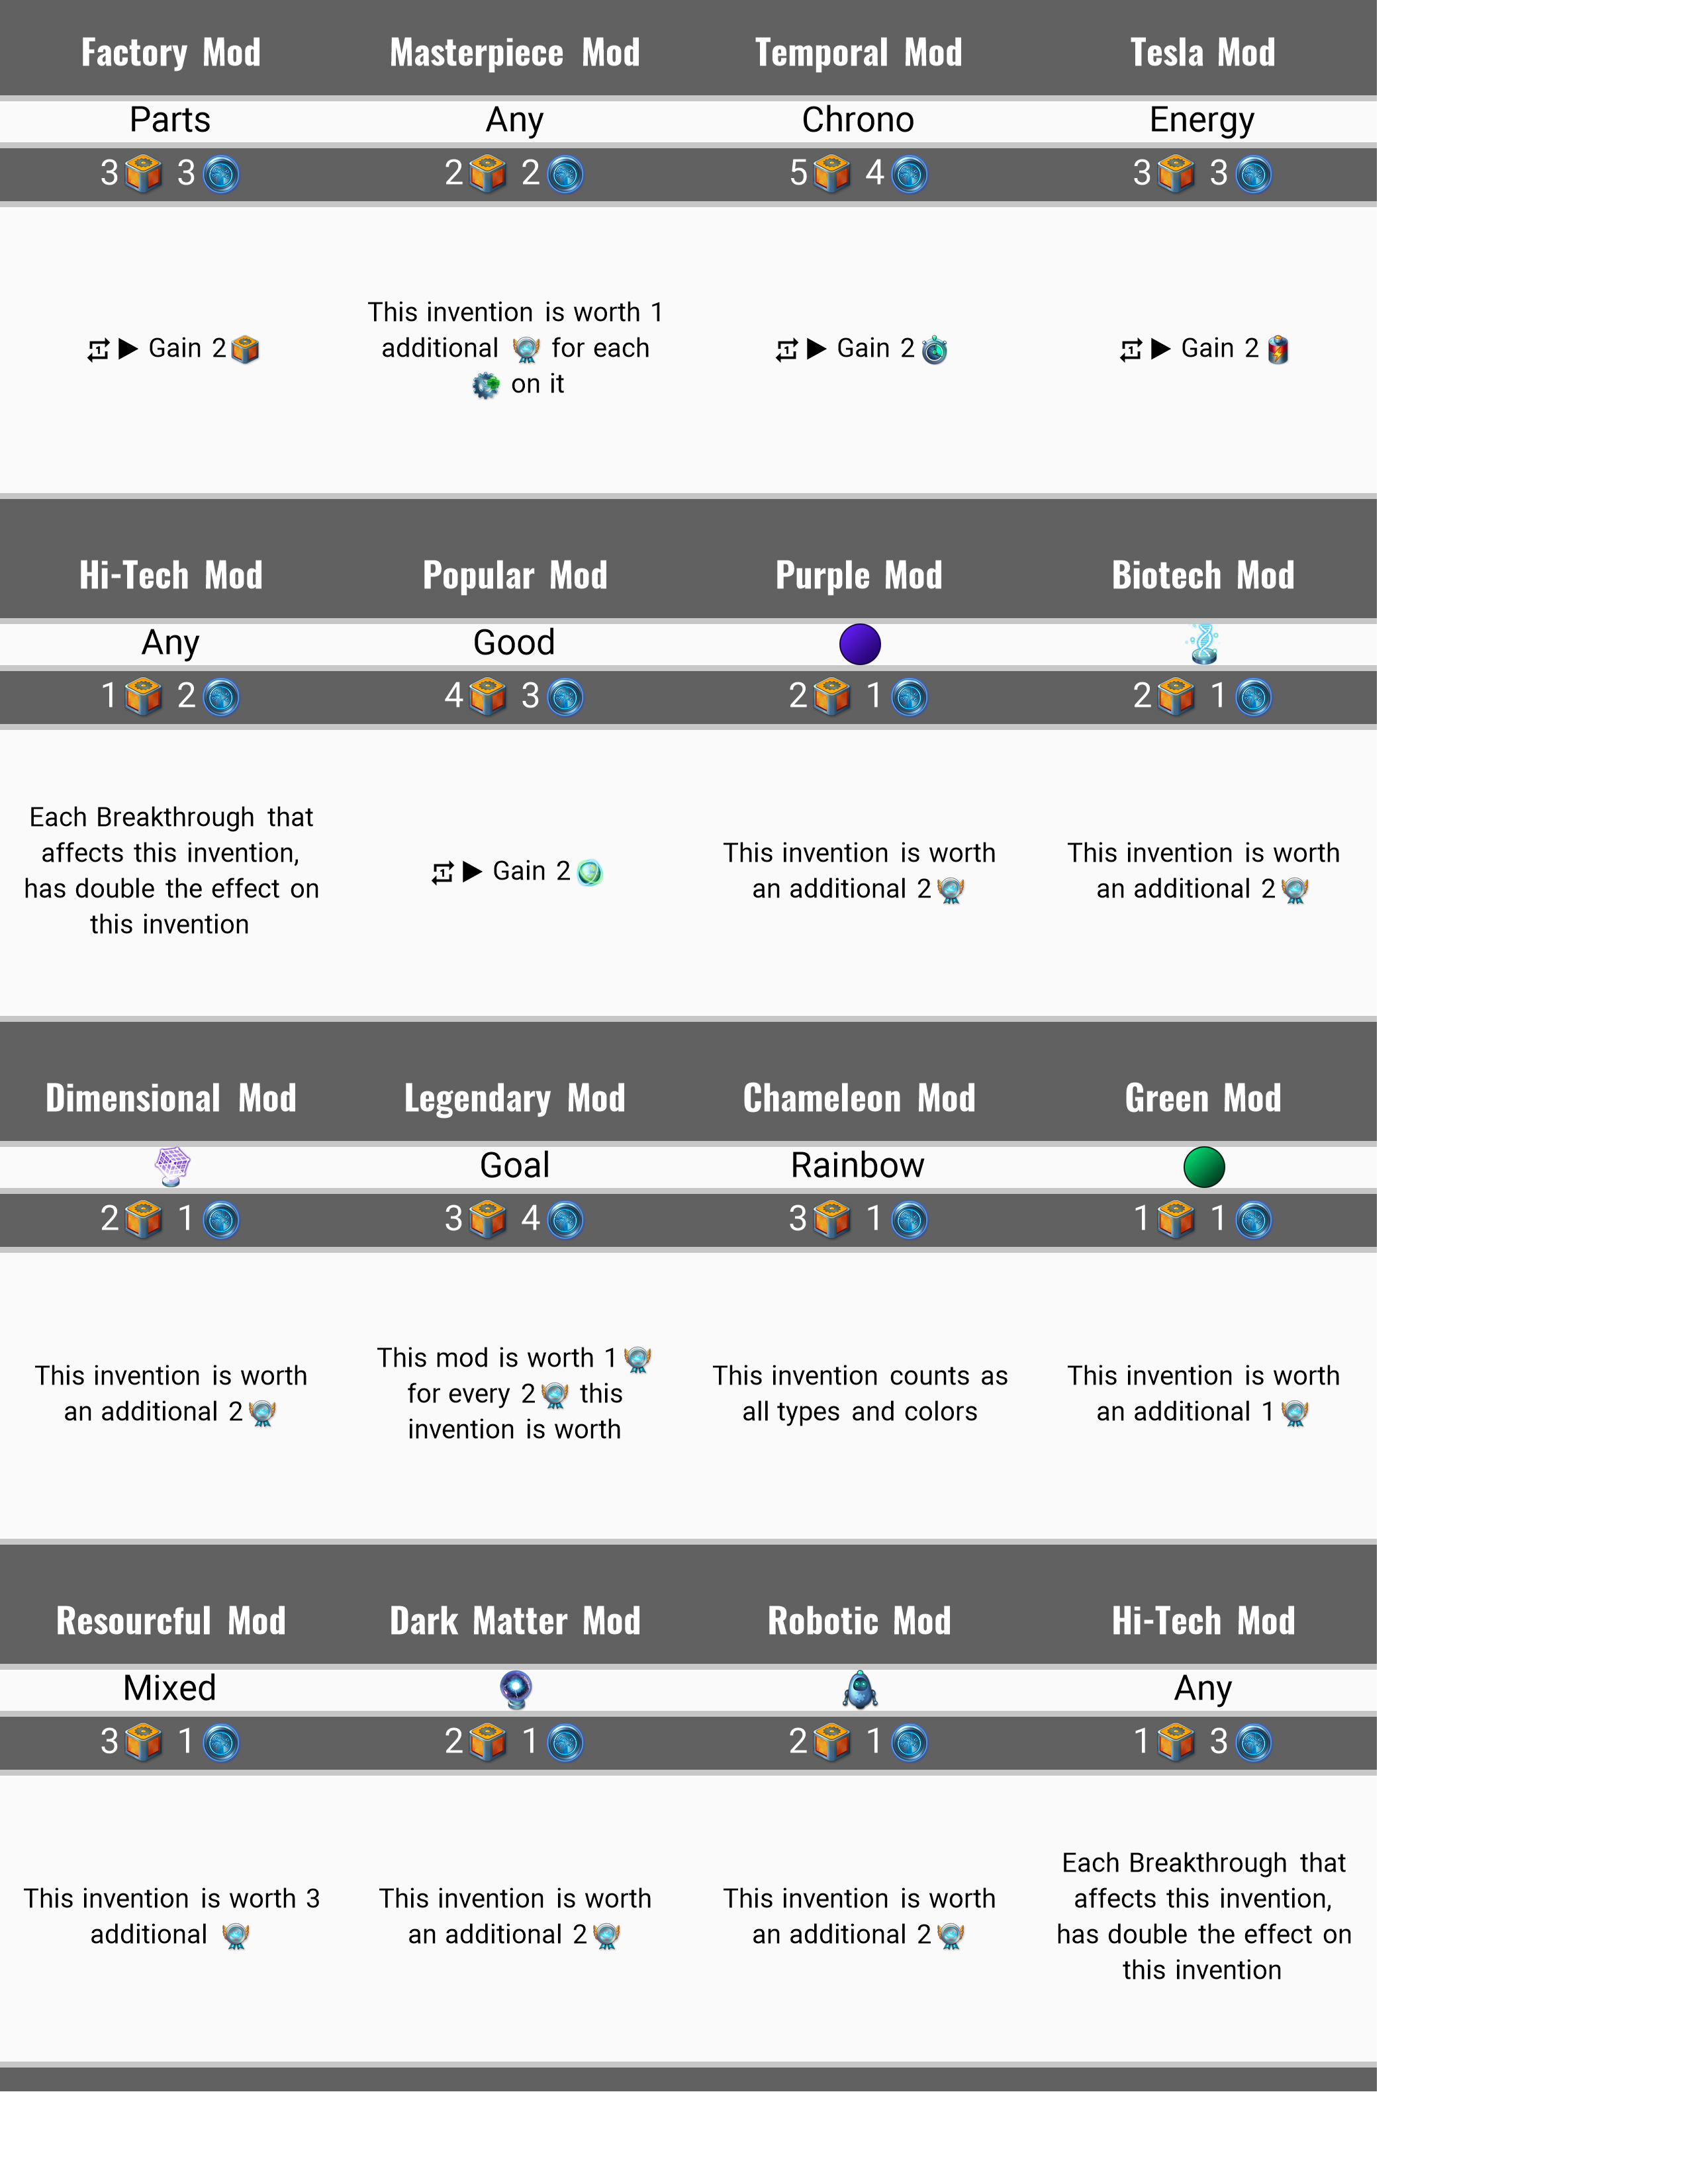 Factory Mod
Masterpiece Mod
Temporal Mod
Tesla Mod
Parts
Any
Chrono
Energy
3 3
2 2
5 4
3 3
1 Gain 2
This invention is worth 1
additional for each
on it
1 Gain 2
1 Gain 2
Hi-Tech Mod
Popular Mod
Purple Mod
Biotech Mod
Any
Good
1 2
4 3
2 1
2 1
Each Breakthrough that
affects this invention,
has double the effect on
this invention
1 Gain 2
This invention is worth
an additional 2
This invention is worth
an additional 2
Dimensional Mod
Legendary Mod
Chameleon Mod
Green Mod
Goal
Rainbow
2 1
3 4
3 1
1 1
This invention is worth
an additional 2
This mod is worth 1
for every 2 this
invention is worth
This invention counts as
all types and colors
This invention is worth
an additional 1
Resourcful Mod
Dark Matter Mod
Robotic Mod
Hi-Tech Mod
Mixed
Any
3 1
2 1
2 1
1 3
This invention is worth 3
additional
This invention is worth
an additional 2
This invention is worth
an additional 2
Each Breakthrough that
affects this invention,
has double the effect on
this invention